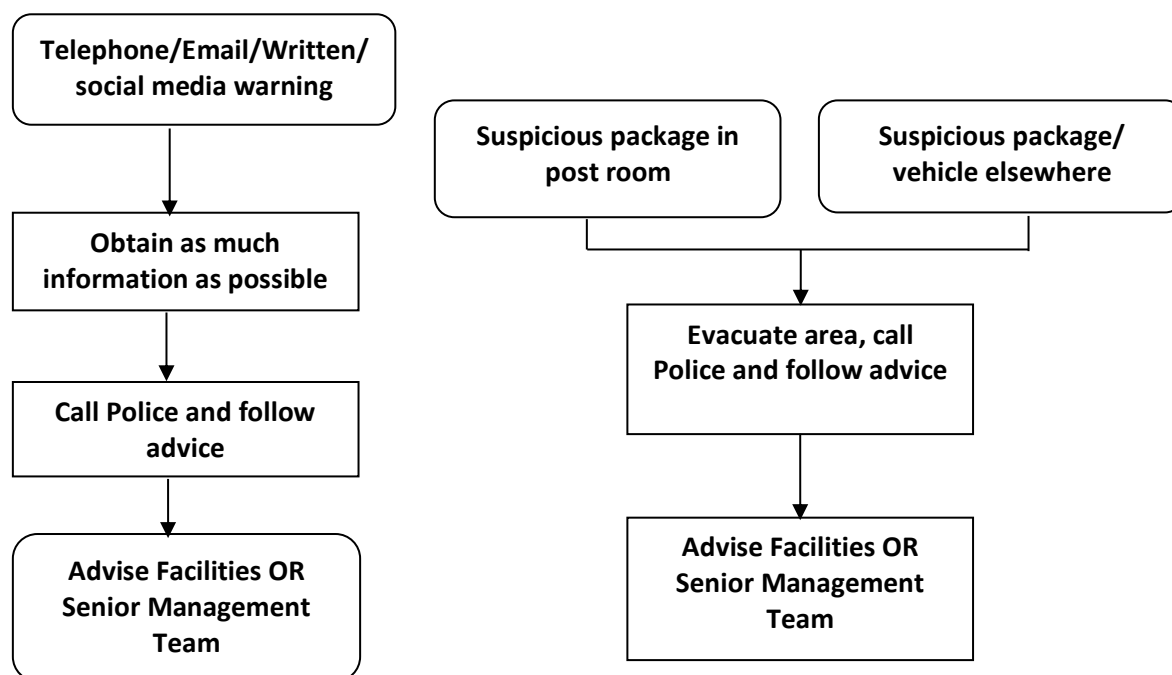 Telephone/Email/Written/
social media warning
Obtain as much
information as possible
Call Police and follow
advice
Advise Facilities OR
Senior Management
Team
Suspicious package in
post room
Suspicious package/
vehicle elsewhere
Evacuate area, call
Police and follow advice
Advise Facilities OR
Senior Management
Team